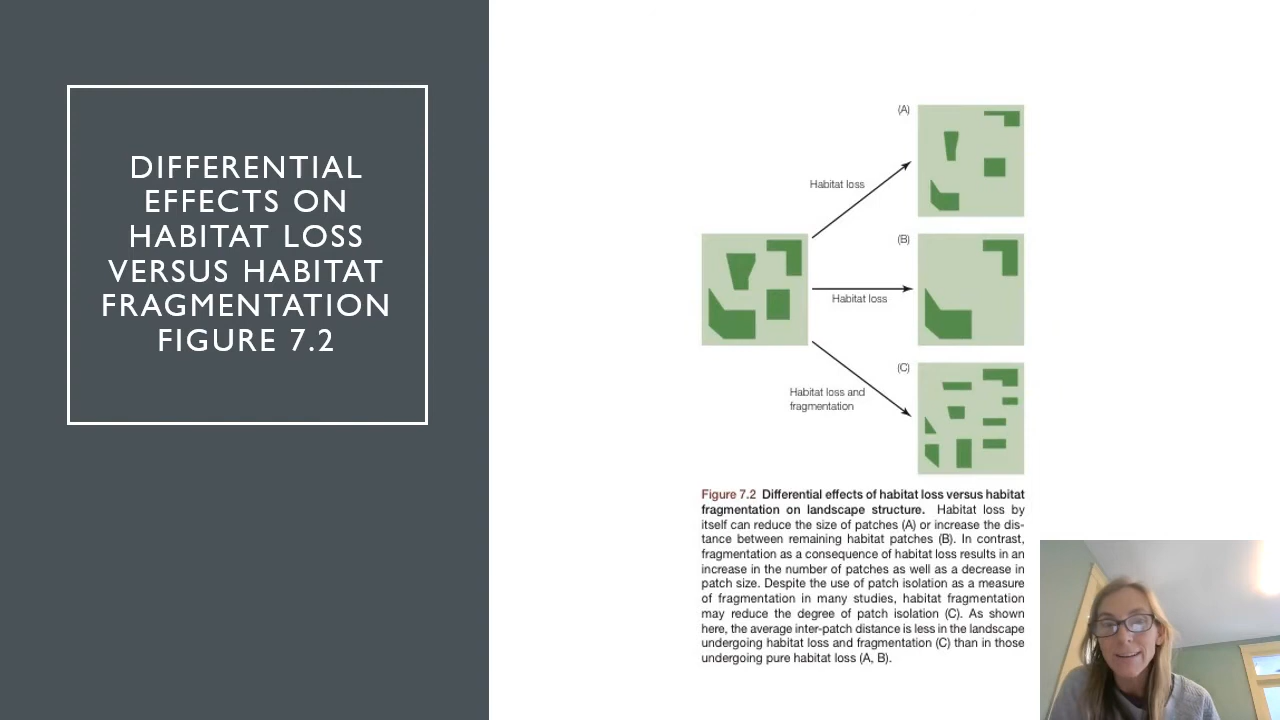 DIFFERENTIAL
EFFECTS ON
HABITAT LOSS
VERSUS HABITAT
FRAGMENTATION
FIGURE 7.2
(A)
Habitat loss
(B)
Habitat loss
(C)
Habitat loss and
fragmentation
Figure 7.2 Differential effects of habitat loss versus habitat
fragmentation on landscape structure. Habitat loss by
itself can reduce the size of patches (A) or increase the dis-
tance between remaining habitat patches (B). In contrast,
fragmentation as a consequence of habitat loss results in an
increase in the number of patches as well as a decrease in
patch size. Despite the use of patch isolation as a measure
of fragmentation in many studies, habitat fragmentation
may reduce the degree of patch isolation (C). As shown
here, the average inter-patch distance is less in the landscape
undergoing habitat loss and fragmentation (C) than in those
undergoing pure habitat loss (A, B).